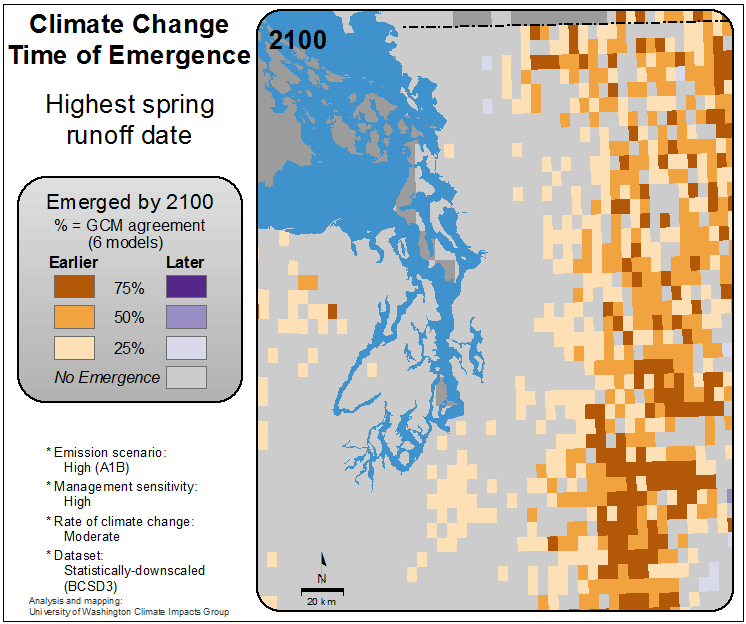 Climate Change
Time of Emergence
Highest spring
runoff date
Emerged by 2100
% = GCM agreement
(6 models)
Earlier Later
75%
50%
25%
No Emergence
* Emission scenario:
High (A1B)
* Management sensitivity:
High
* Rate of climate change:
Moderate
* Dataset:
Statistically-downscaled
(BCSD3)
Analysis and mapping:
University of Washington Climate Impacts Group
2100
N
20 km